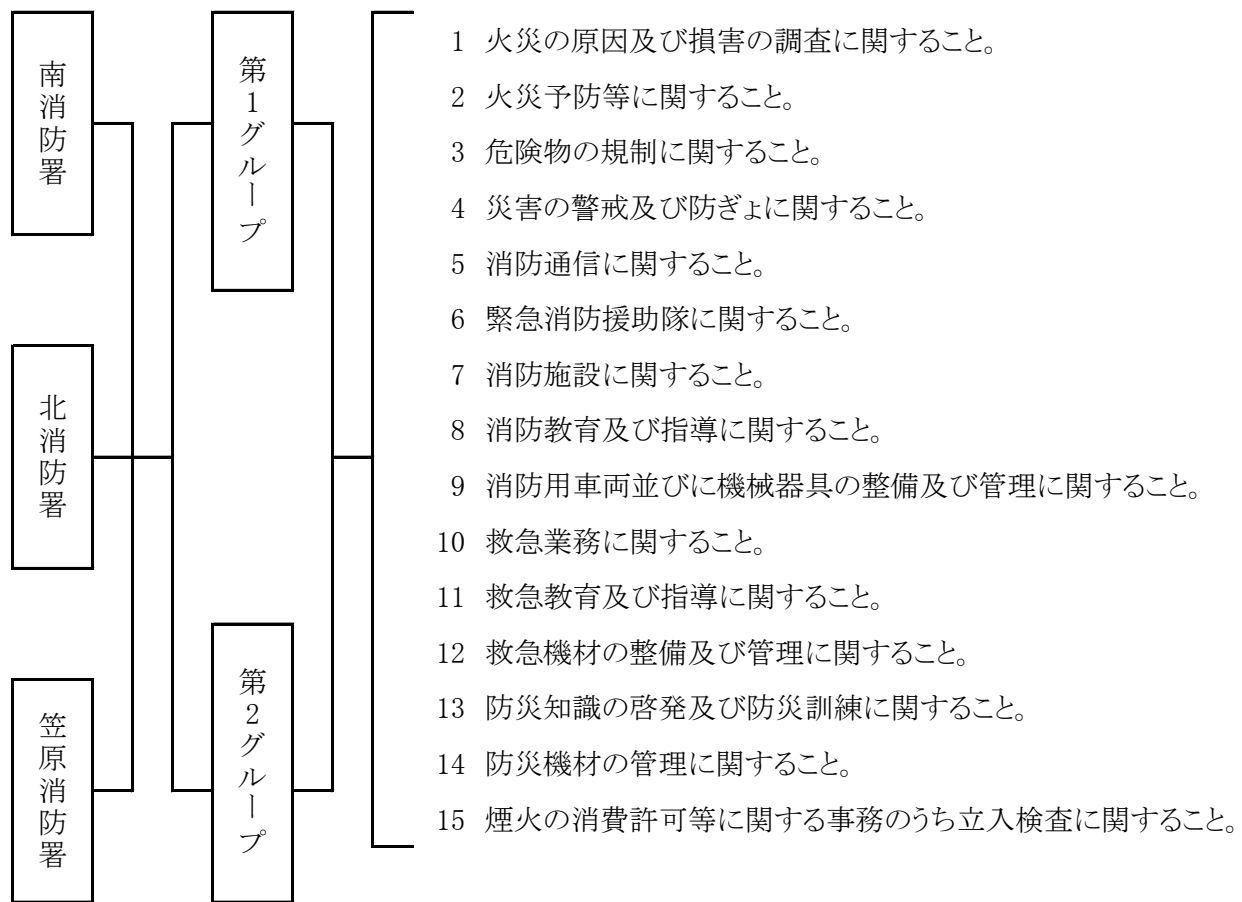 南消防署
北消防署
笠原消防署
第1グループ
第2グループ
1 火災の原因及び損害の調査に関すること。
2 火災予防等に関すること。
3 危険物の規制に関すること。
4 災害の警戒及び防ぎょに関すること。
5 消防通信に関すること。
6 緊急消防援助隊に関すること。
7 消防施設に関すること。
8 消防教育及び指導に関すること。
9 消防用車両並びに機械器具の整備及び管理に関すること。
10 救急業務に関すること。
11 救急教育及び指導に関すること。
12 救急機材の整備及び管理に関すること。
13 防災知識の啓発及び防災訓練に関すること。
14 防災機材の管理に関すること。
15 煙火の消費許可等に関する事務のうち立入検査に関すること。